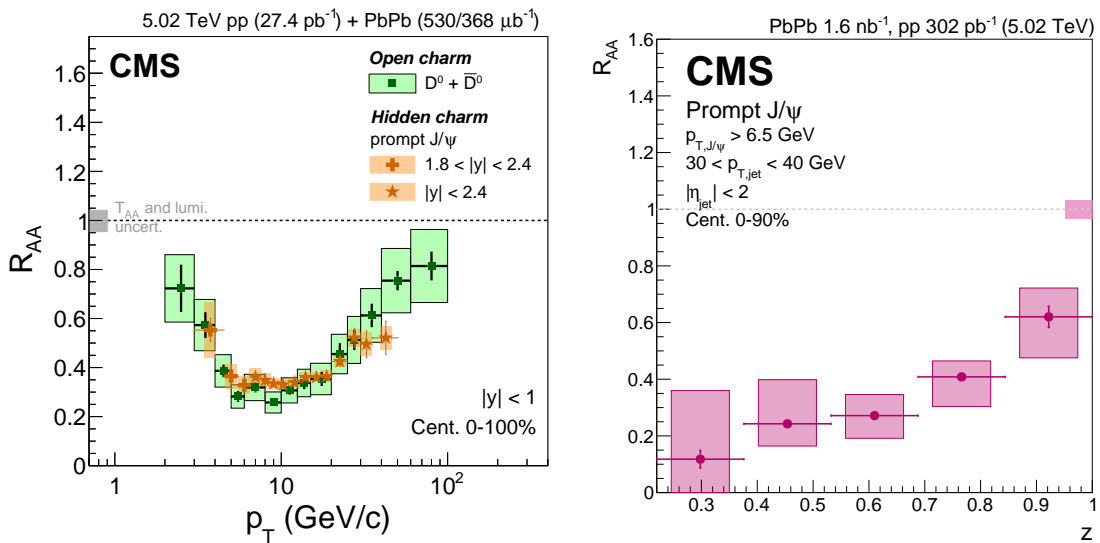 5.02 TeV pp (27.4 pb⁻¹) + PbPb (530/368 μb⁻¹)
CMS
Open charm
D⁰ + D̅⁰
Hidden charm
prompt J/ψ
1.8 < |y| < 2.4
|y| < 2.4
T_AA and lumi.
uncert.
|y| < 1
Cent. 0-100%
R_AA
1.6
1.4
1.2
1
0.8
0.6
0.4
0.2
0
1
10
10²
p_T (GeV/c)
PbPb 1.6 nb⁻¹, pp 302 pb⁻¹ (5.02 TeV)
CMS
Prompt J/ψ
p_T,J/ψ > 6.5 GeV
30 < p_T,jet < 40 GeV
|η_jet| < 2
Cent. 0-90%
R_AA
1.6
1.4
1.2
1
0.8
0.6
0.4
0.2
0
0.3
0.4
0.5
0.6
0.7
0.8
0.9
1
z